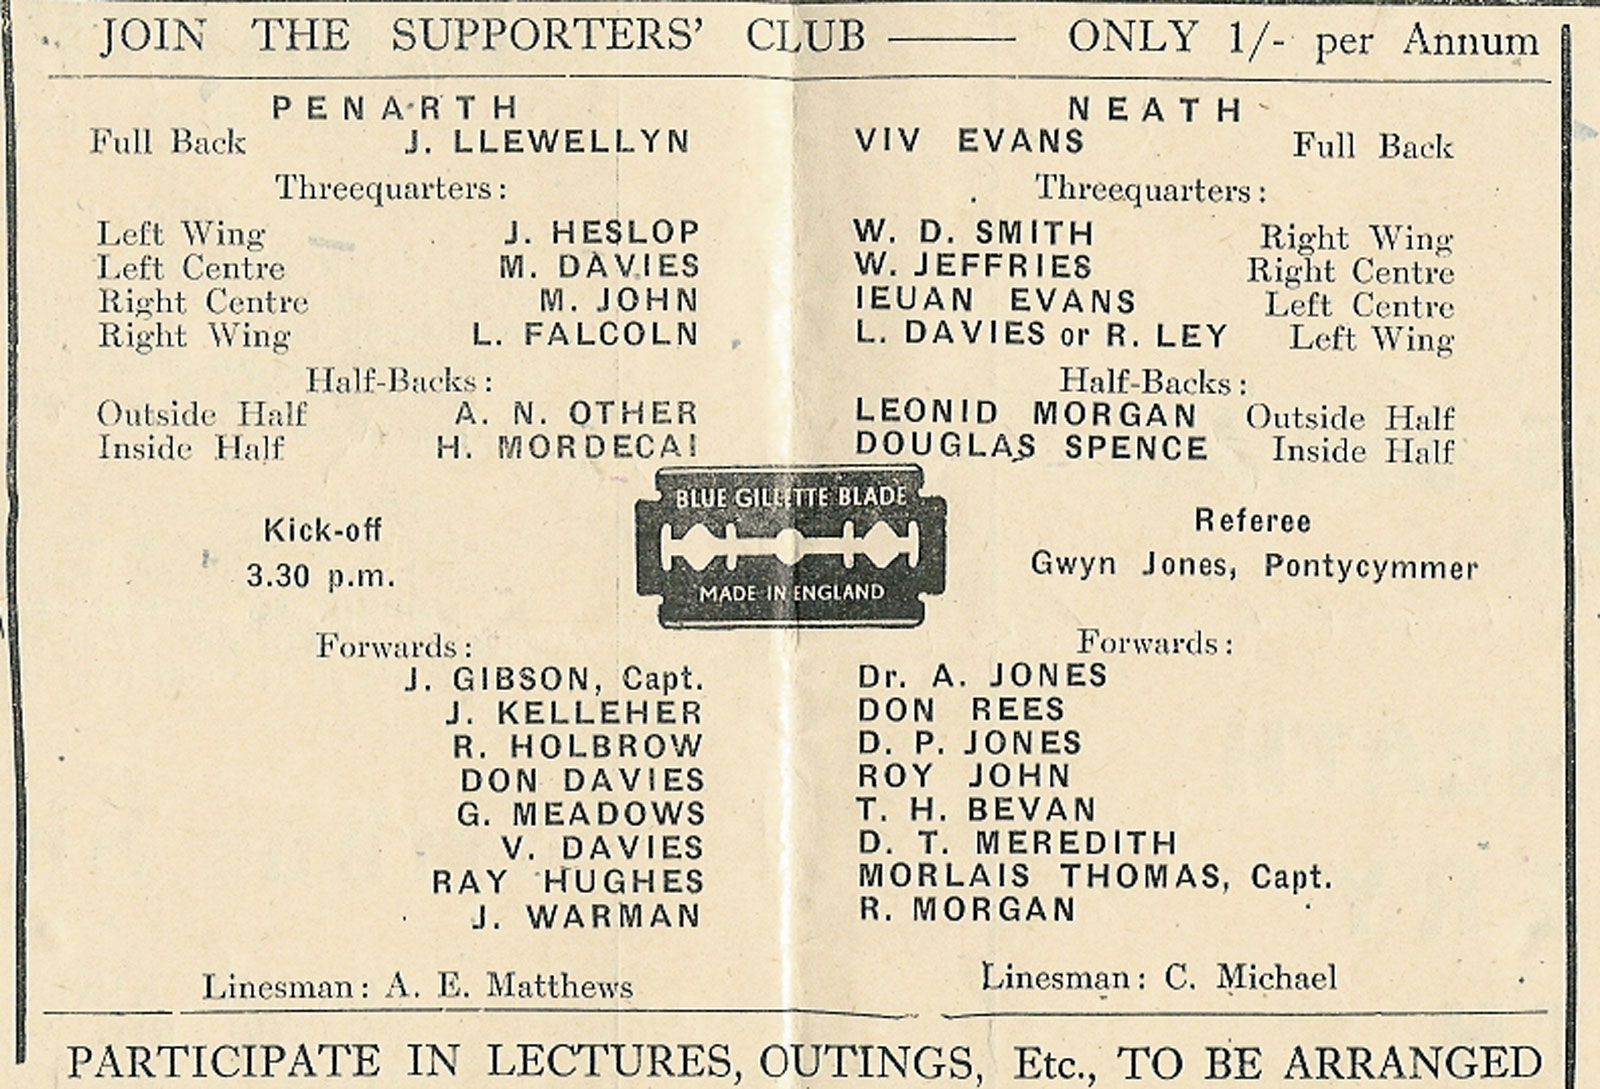 JOIN THE SUPPORTERS' CLUB —— ONLY 1/- per Annum
PENARTH
Full Back J. LLEWELLYN
Threequarters:
Left Wing J. HESLOP
Left Centre M. DAVIES
Right Centre M. JOHN
Right Wing L. FALCOLN
Half-Backs:
Outside Half A. N. OTHER
Inside Half H. MORDECAI
Kick-off
3.30 p.m.
Forwards:
J. GIBSON, Capt.
J. KELLEHER
R. HOLBROW
DON DAVIES
G. MEADOWS
V. DAVIES
RAY HUGHES
J. WARMAN
Linesman: A. E. Matthews
BLUE GILLETTE BLADE
MADE IN ENGLAND
NEATH
VIV EVANS Full Back
Threequarters:
W. D. SMITH Right Wing
W. JEFFRIES Right Centre
IEUAN EVANS Left Centre
L. DAVIES or R. LEY Left Wing
Half-Backs:
LEONID MORGAN Outside Half
DOUGLAS SPENCE Inside Half
Referee
Gwyn Jones, Pontycymmer
Forwards:
Dr. A. JONES
DON REES
D. P. JONES
ROY JOHN
T. H. BEVAN
D. T. MEREDITH
MORLAIS THOMAS, Capt.
R. MORGAN
Linesman: C. Michael
PARTICIPATE IN LECTURES, OUTINGS, Etc., TO BE ARRANGED